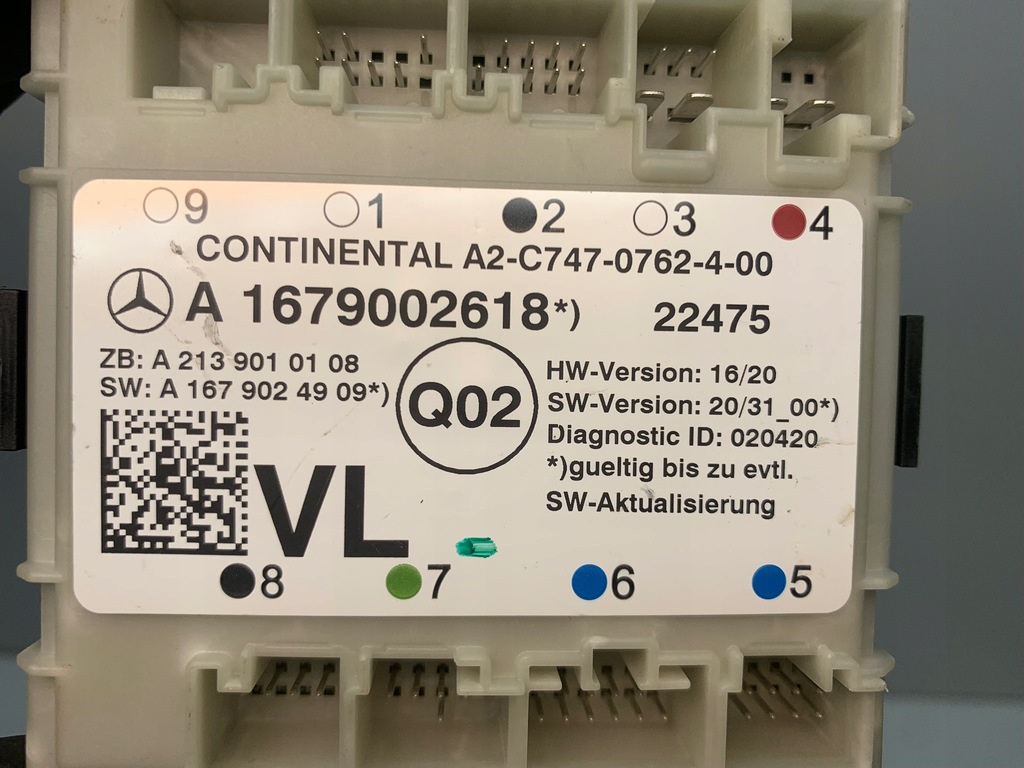 9 1 2 3 4
CONTINENTAL A2-C747-0762-4-00
A 1679002618*) 22475
ZB: A 213 901 01 08
SW: A 167 902 49 09*)
Q02
HW-Version: 16/20
SW-Version: 20/31_00*)
Diagnostic ID: 020420
*)gueltig bis zu evtl.
SW-Aktualisierung
VL
8 7 6 5